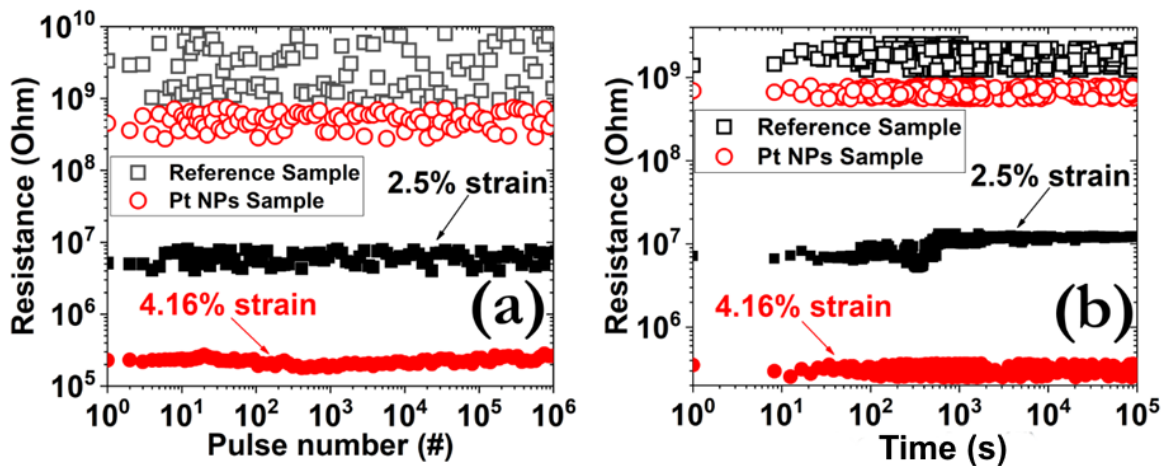 10^10
10^9
10^8
10^7
10^6
10^5
Resistance (Ohm)
Reference Sample
Pt NPs Sample
2.5% strain
4.16% strain
(a)
10^0 10^1 10^2 10^3 10^4 10^5 10^6
Pulse number (#)
10^9
10^8
10^7
10^6
Resistance (Ohm)
Reference Sample
Pt NPs Sample
2.5% strain
4.16% strain
(b)
10^0 10^1 10^2 10^3 10^4 10^5
Time (s)